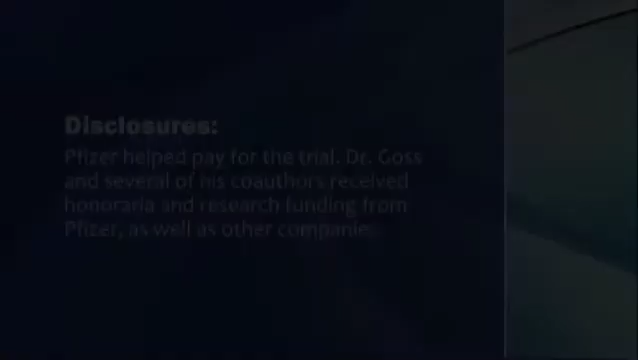 Disclosures:
Pfizer helped pay for the trial. Dr. Goss
and several of his coauthors received
honoraria and research funding from
Pfizer, as well as other companies.